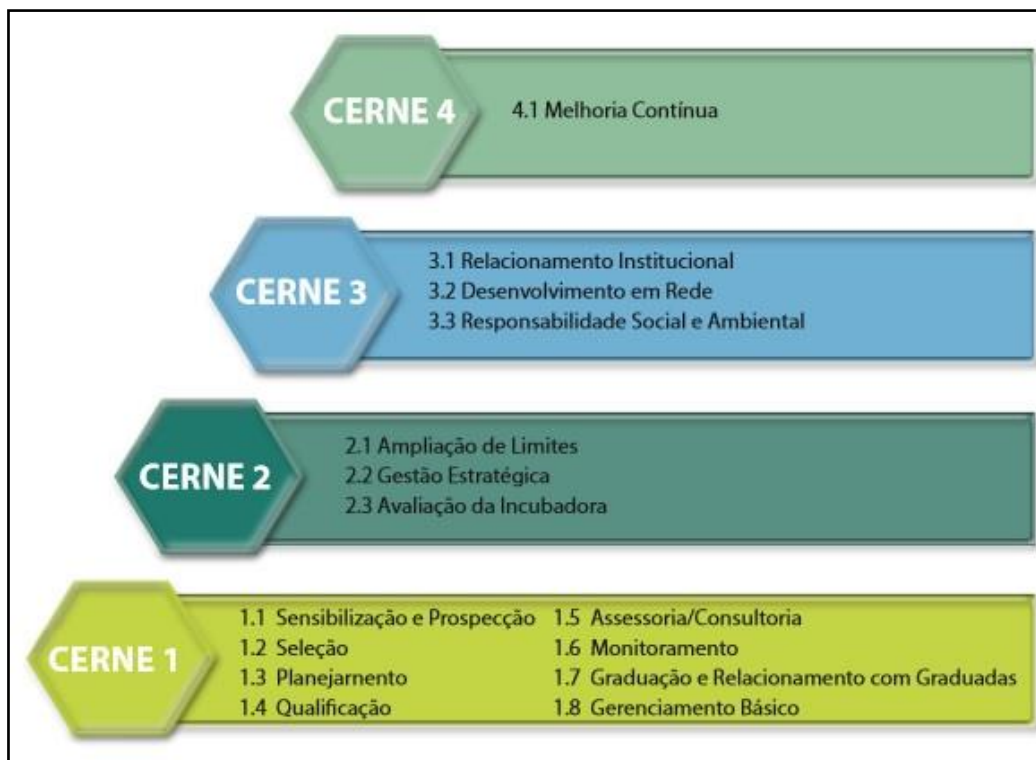 CERNE 4
4.1 Melhoria Contínua
CERNE 3
3.1 Relacionamento Institucional
3.2 Desenvolvimento em Rede
3.3 Responsabilidade Social e Ambiental
CERNE 2
2.1 Ampliação de Limites
2.2 Gestão Estratégica
2.3 Avaliação da Incubadora
CERNE 1
1.1 Sensibilização e Prospecção
1.2 Seleção
1.3 Planejarnento
1.4 Qualificação
1.5 Assessoria/Consultoria
1.6 Monitoramento
1.7 Graduação e Relacionamento com Graduadas
1.8 Gerenciamento Básico